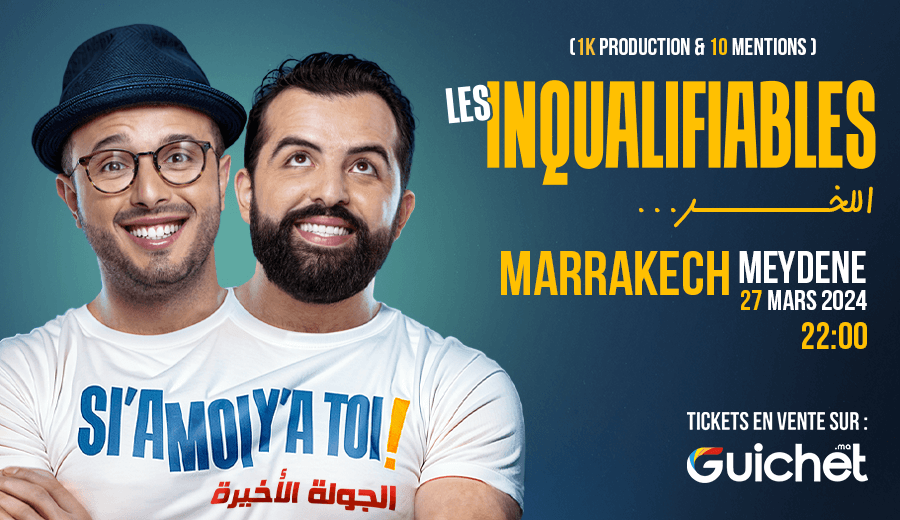 (1K PRODUCTION & 10 MENTIONS)
LES INQUALIFIABLES
اللخـــــر...
MARRAKECH MEYDENE
27 MARS 2024
22:00
SI'AMOIY'A TOI !
الجولة الأخيرة
TICKETS EN VENTE SUR :
Guichet.ma